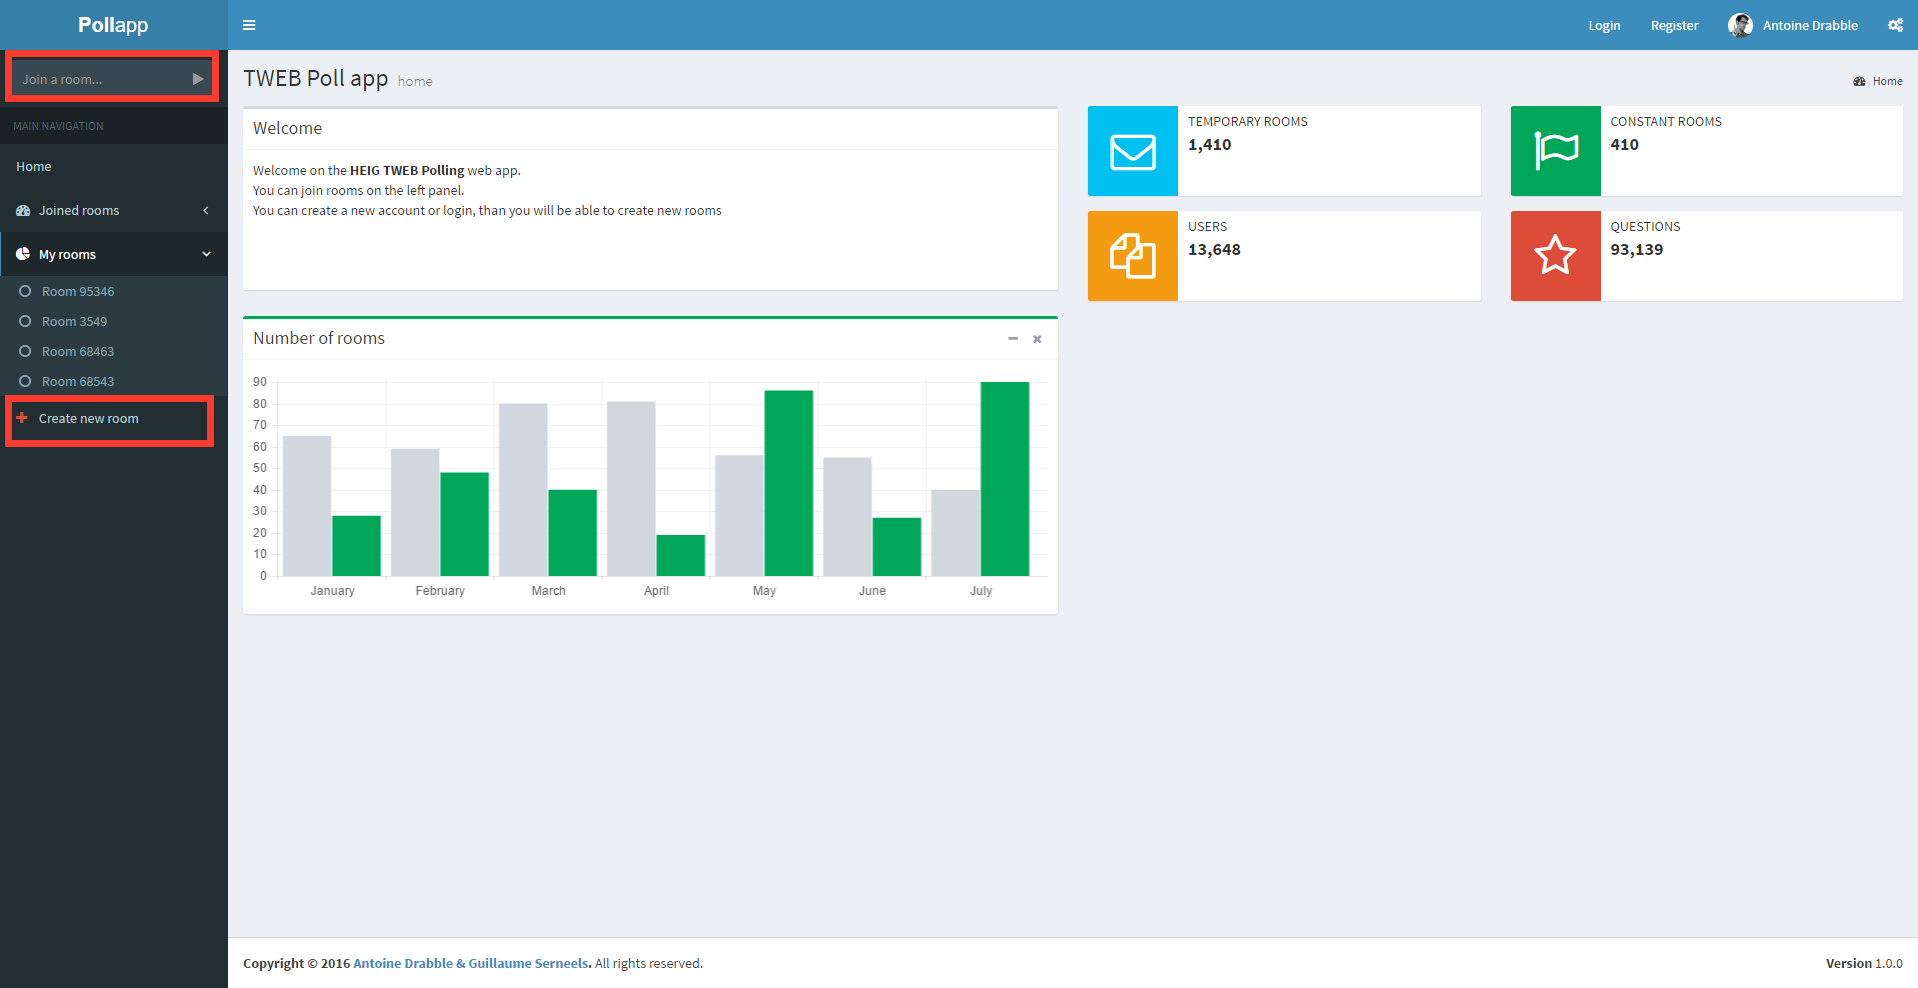 Pollapp
Login
Register
Antoine Drabble
Join a room...
MAIN NAVIGATION
Home
Joined rooms
My rooms
Room 95346
Room 3549
Room 68463
Room 68543
Create new room
TWEB Poll app home
Home
Welcome
Welcome on the HEIG TWEB Polling web app.
You can join rooms on the left panel.
You can create a new account or login, than you will be able to create new rooms
TEMPORARY ROOMS
1,410
CONSTANT ROOMS
410
USERS
13,648
QUESTIONS
93,139
Number of rooms
90
80
70
60
50
40
30
20
10
0
January February March April May June July
Copyright © 2016 Antoine Drabble & Guillaume Serneels. All rights reserved.
Version 1.0.0